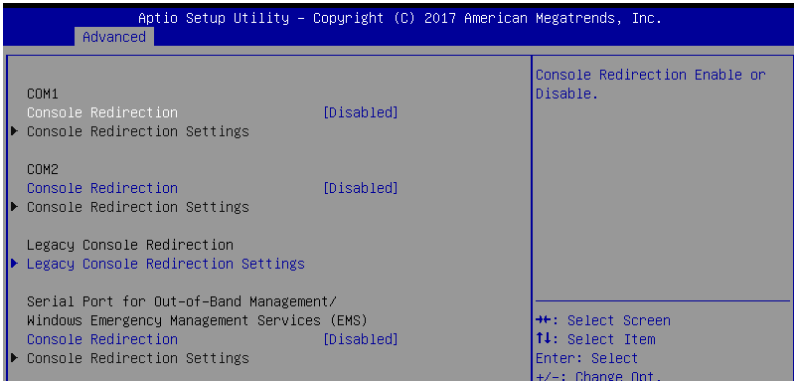 Aptio Setup Utility – Copyright (C) 2017 American Megatrends, Inc.
Advanced
COM1
Console Redirection [Disabled]
Console Redirection Settings
COM2
Console Redirection [Disabled]
Console Redirection Settings
Legacy Console Redirection
Legacy Console Redirection Settings
Serial Port for Out-of-Band Management/
Windows Emergency Management Services (EMS)
Console Redirection [Disabled]
Console Redirection Settings
Console Redirection Enable or
Disable.
→←: Select Screen
↑↓: Select Item
Enter: Select
+/-: Change Opt.